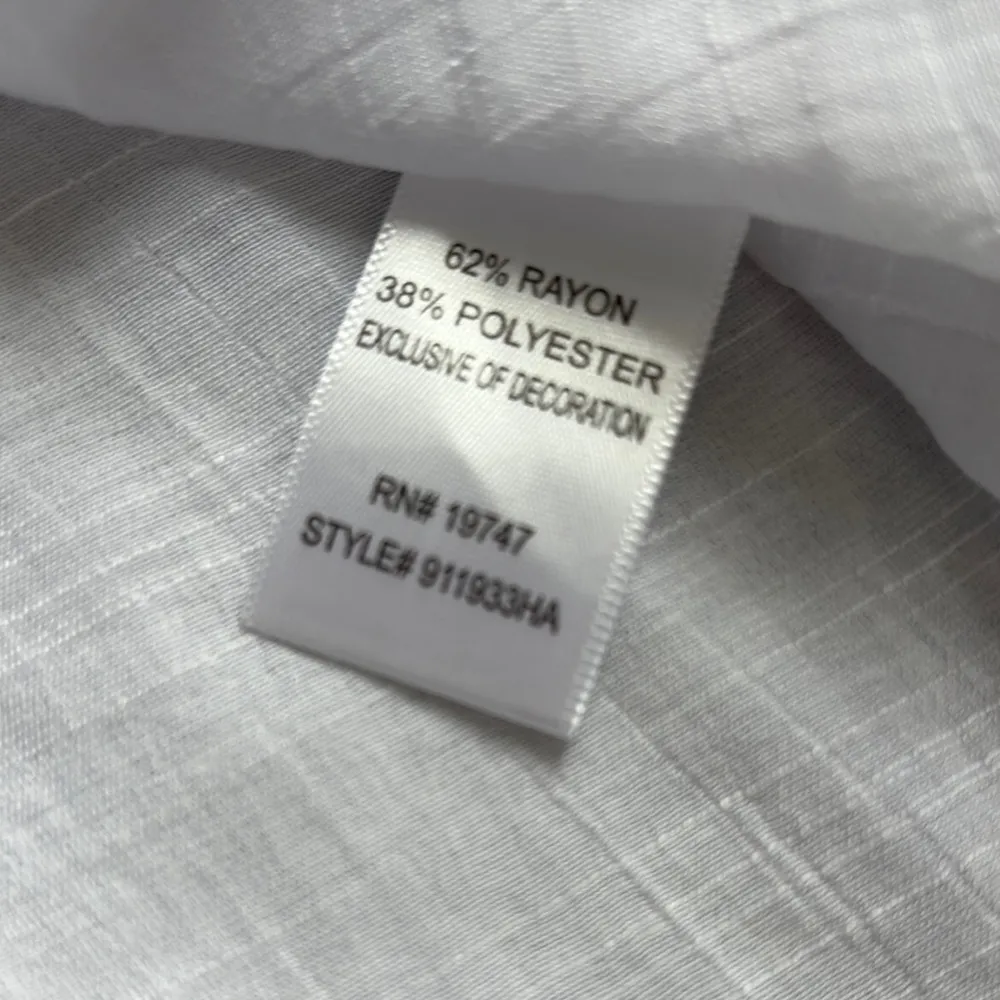 62% RAYON
38% POLYESTER
EXCLUSIVE OF DECORATION
RN# 19747
STYLE# 911933HA